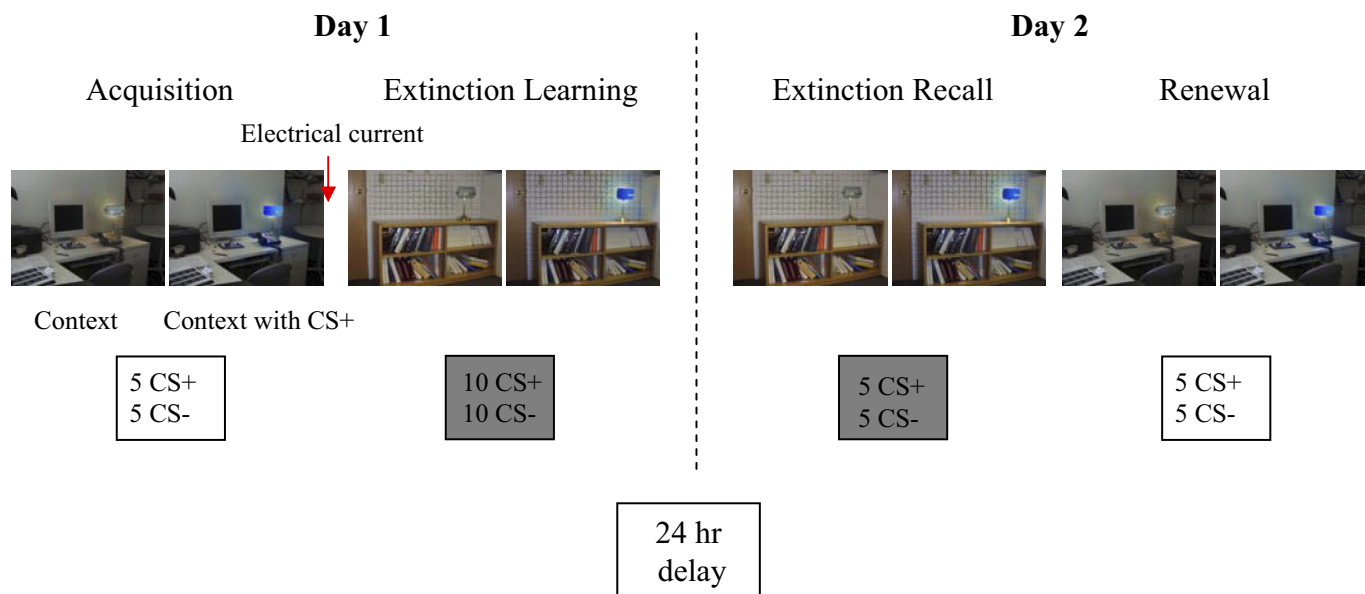 Day 1
Day 2
Acquisition
Extinction Learning
Extinction Recall
Renewal
Electrical current
Context
Context with CS+
5 CS+
5 CS-
10 CS+
10 CS-
5 CS+
5 CS-
5 CS+
5 CS-
24 hr
delay